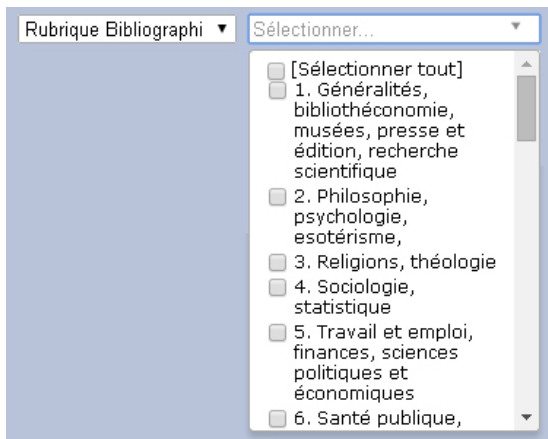 Rubrique Bibliographi
Sélectionner...
[Sélectionner tout]
1. Généralités,
bibliothéconomie,
musées, presse et
édition, recherche
scientifique
2. Philosophie,
psychologie,
esotérisme,
3. Religions, théologie
4. Sociologie,
statistique
5. Travail et emploi,
finances, sciences
politiques et
économiques
6. Santé publique,